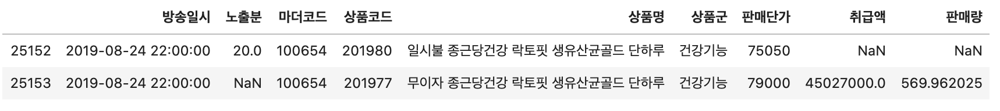 방송일시 노출분 마더코드 상품코드 상품명 상품군 판매단가 취급액 판매량
25152 2019-08-24 22:00:00 20.0 100654 201980 일시불 종근당건강 락토핏 생유산균골드 단하루 건강기능 75050 NaN NaN
25153 2019-08-24 22:00:00 NaN 100654 201977 무이자 종근당건강 락토핏 생유산균골드 단하루 건강기능 79000 45027000.0 569.962025